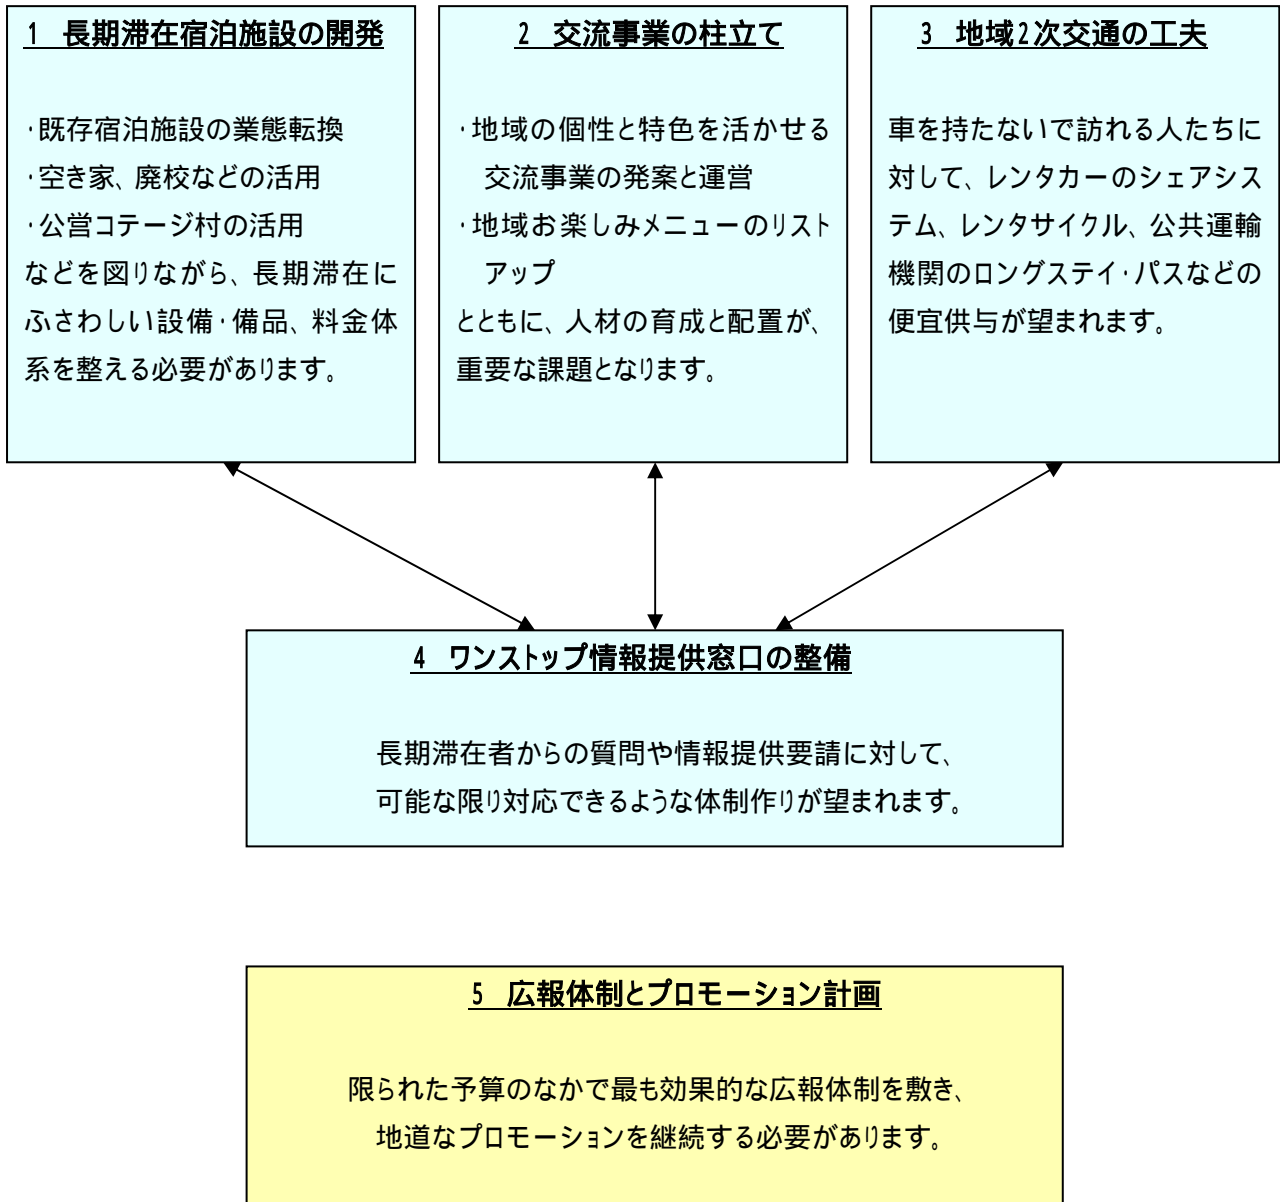 1 長期滞在宿泊施設の開発
・既存宿泊施設の業態転換
・空き家、廃校などの活用
・公営コテージ村の活用
などを図りながら、長期滞在に
ふさわしい設備・備品、料金体
系を整える必要があります。
2 交流事業の柱立て
・地域の個性と特色を活かせる
交流事業の発案と運営
・地域お楽しみメニューのリスト
アップ
とともに、人材の育成と配置が、
重要な課題となります。
3 地域2次交通の工夫
車を持たないで訪れる人たちに
対して、レンタカーのシェアシス
テム、レンタサイクル、公共運輸
機関のロングステイ・パスなどの
便宜供与が望まれます。
4 ワンストップ情報提供窓口の整備
長期滞在者からの質問や情報提供要請に対して、
可能な限り対応できるような体制作りが望まれます。
5 広報体制とプロモーション計画
限られた予算のなかで最も効果的な広報体制を敷き、
地道なプロモーションを継続する必要があります。